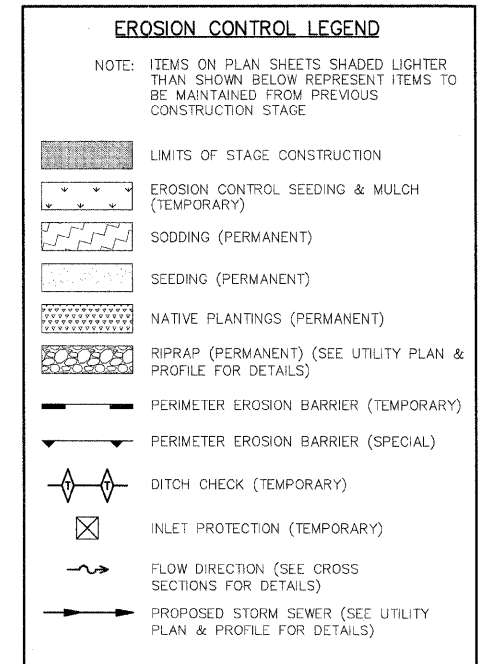 EROSION CONTROL LEGEND
NOTE: ITEMS ON PLAN SHEETS SHADED LIGHTER
THAN SHOWN BELOW REPRESENT ITEMS TO
BE MAINTAINED FROM PREVIOUS
CONSTRUCTION STAGE
LIMITS OF STAGE CONSTRUCTION
EROSION CONTROL SEEDING & MULCH
(TEMPORARY)
SODDING (PERMANENT)
SEEDING (PERMANENT)
NATIVE PLANTINGS (PERMANENT)
RIPRAP (PERMANENT) (SEE UTILITY PLAN &
PROFILE FOR DETAILS)
PERIMETER EROSION BARRIER (TEMPORARY)
PERIMETER EROSION BARRIER (SPECIAL)
T T DITCH CHECK (TEMPORARY)
INLET PROTECTION (TEMPORARY)
FLOW DIRECTION (SEE CROSS
SECTIONS FOR DETAILS)
PROPOSED STORM SEWER (SEE UTILITY
PLAN & PROFILE FOR DETAILS)